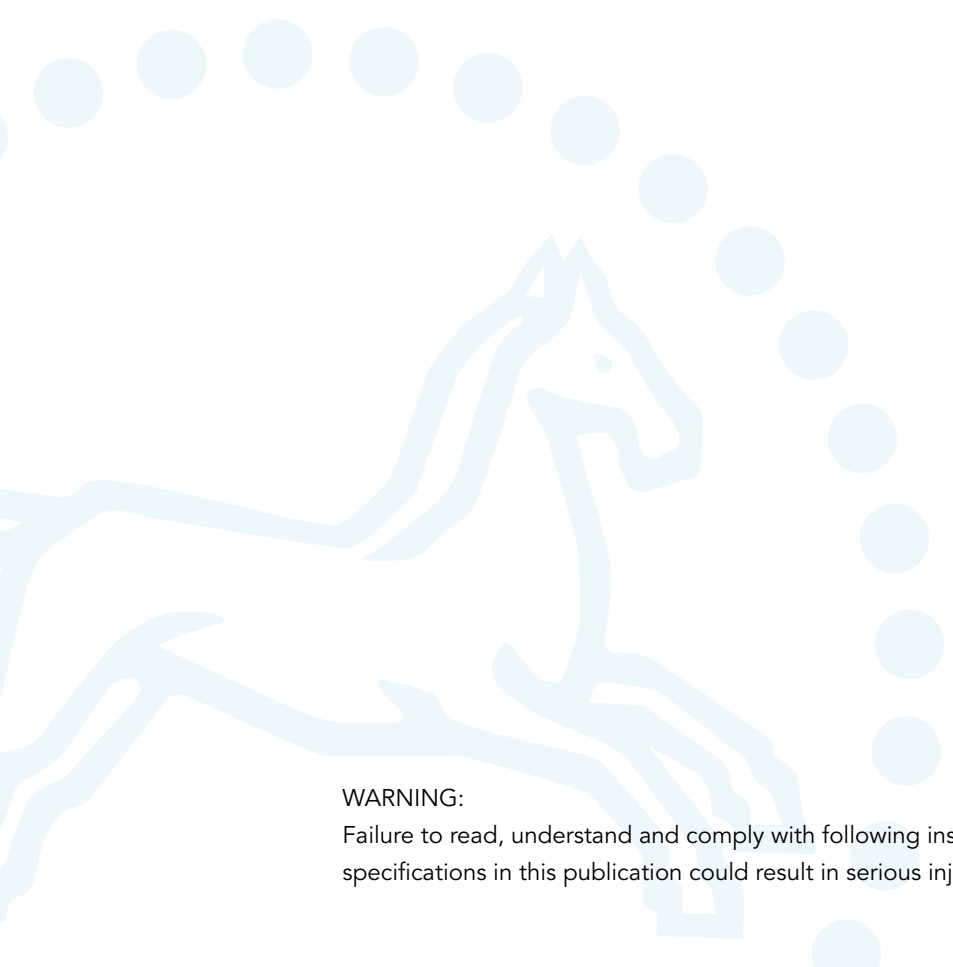 WARNING:
Failure to read, understand and comply with following ins
specifications in this publication could result in serious inj